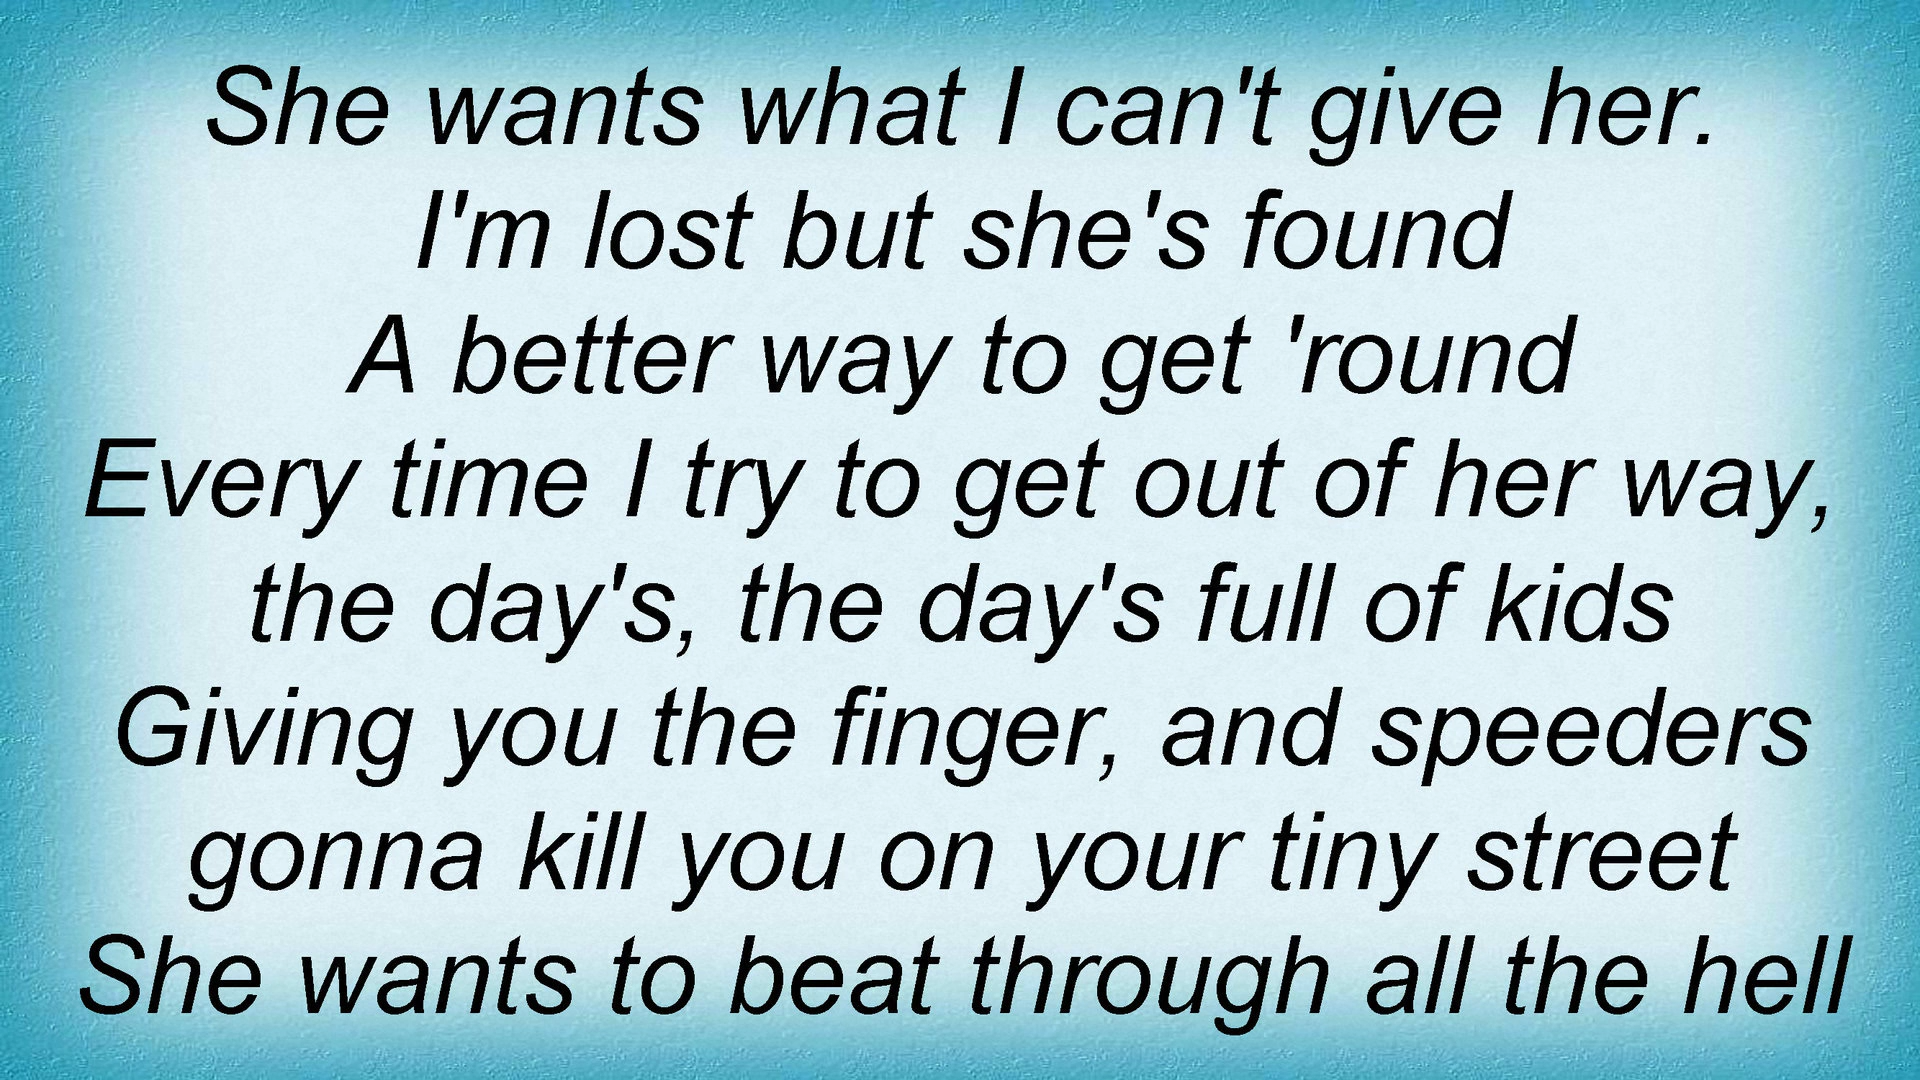 She wants what I can't give her.
I'm lost but she's found
A better way to get 'round
Every time I try to get out of her way,
the day's, the day's full of kids
Giving you the finger, and speeders
gonna kill you on your tiny street
She wants to beat through all the hell